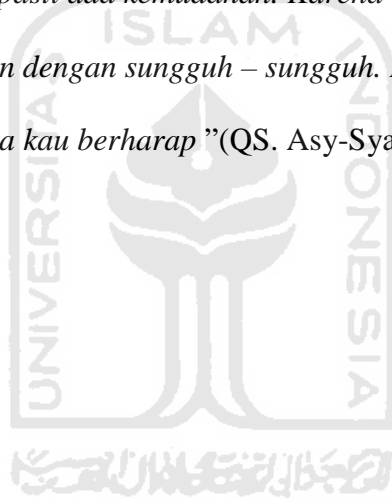 pasti ada kemudahan. Karena
ISLAM
n dengan sungguh – sungguh.
a kau berharap ”(QS. Asy-Sya
UNIVERSITAS
INDONESIA